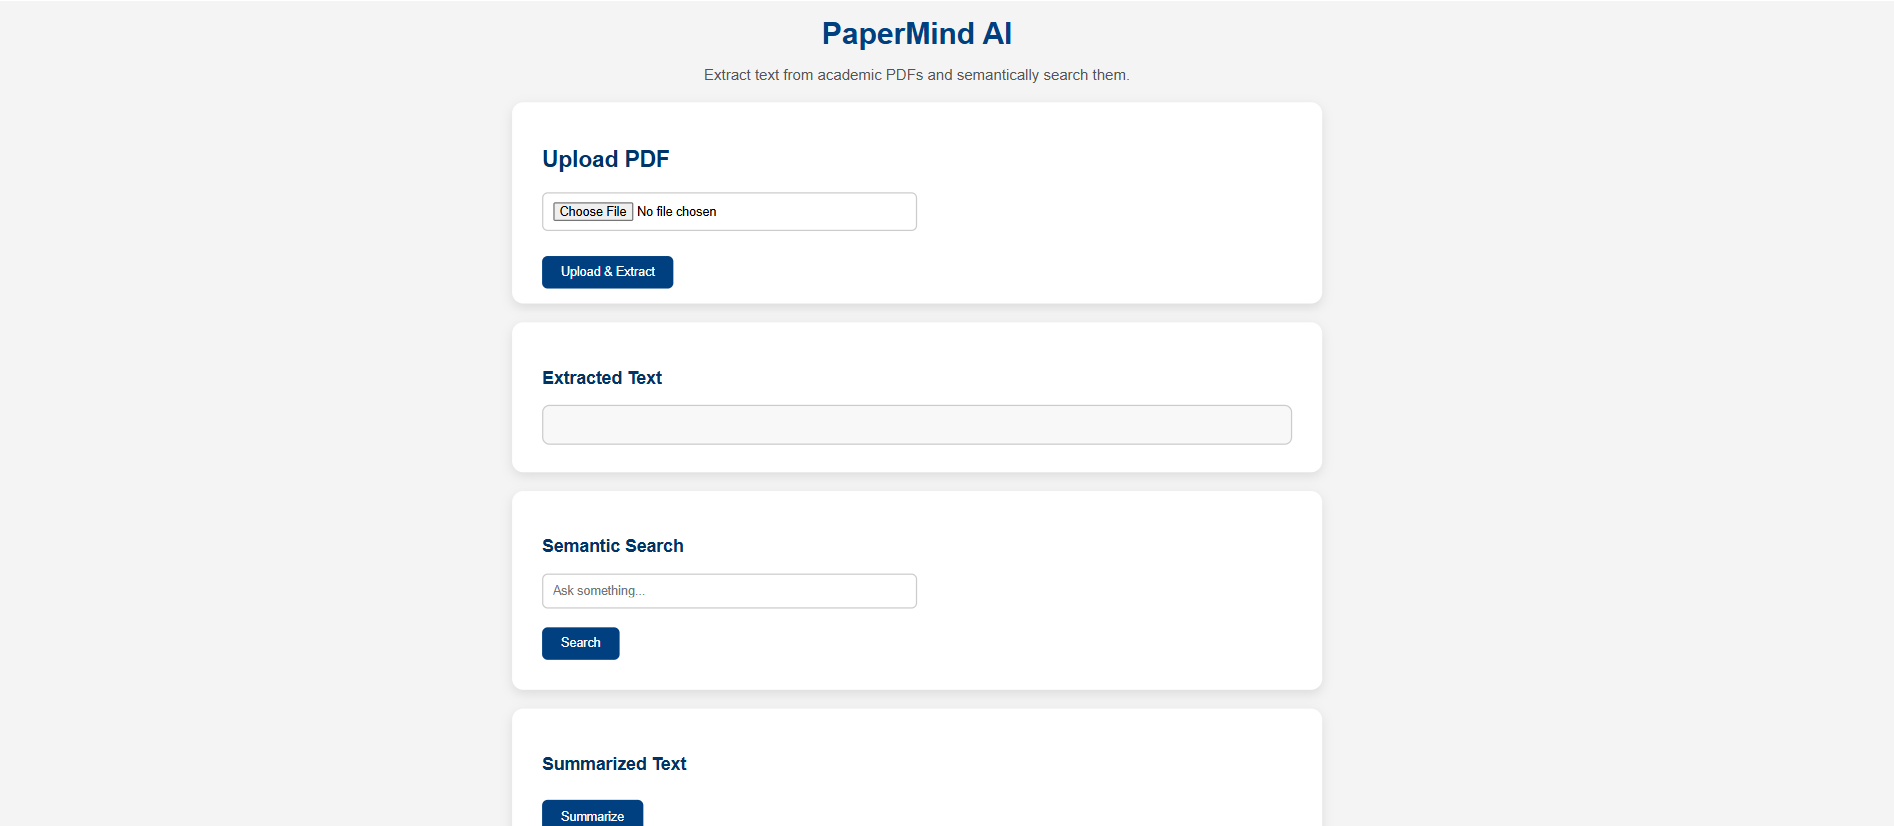 PaperMind AI
Extract text from academic PDFs and semantically search them.
Upload PDF
Choose File No file chosen
Upload & Extract
Extracted Text
Semantic Search
Ask something...
Search
Summarized Text
Summarize